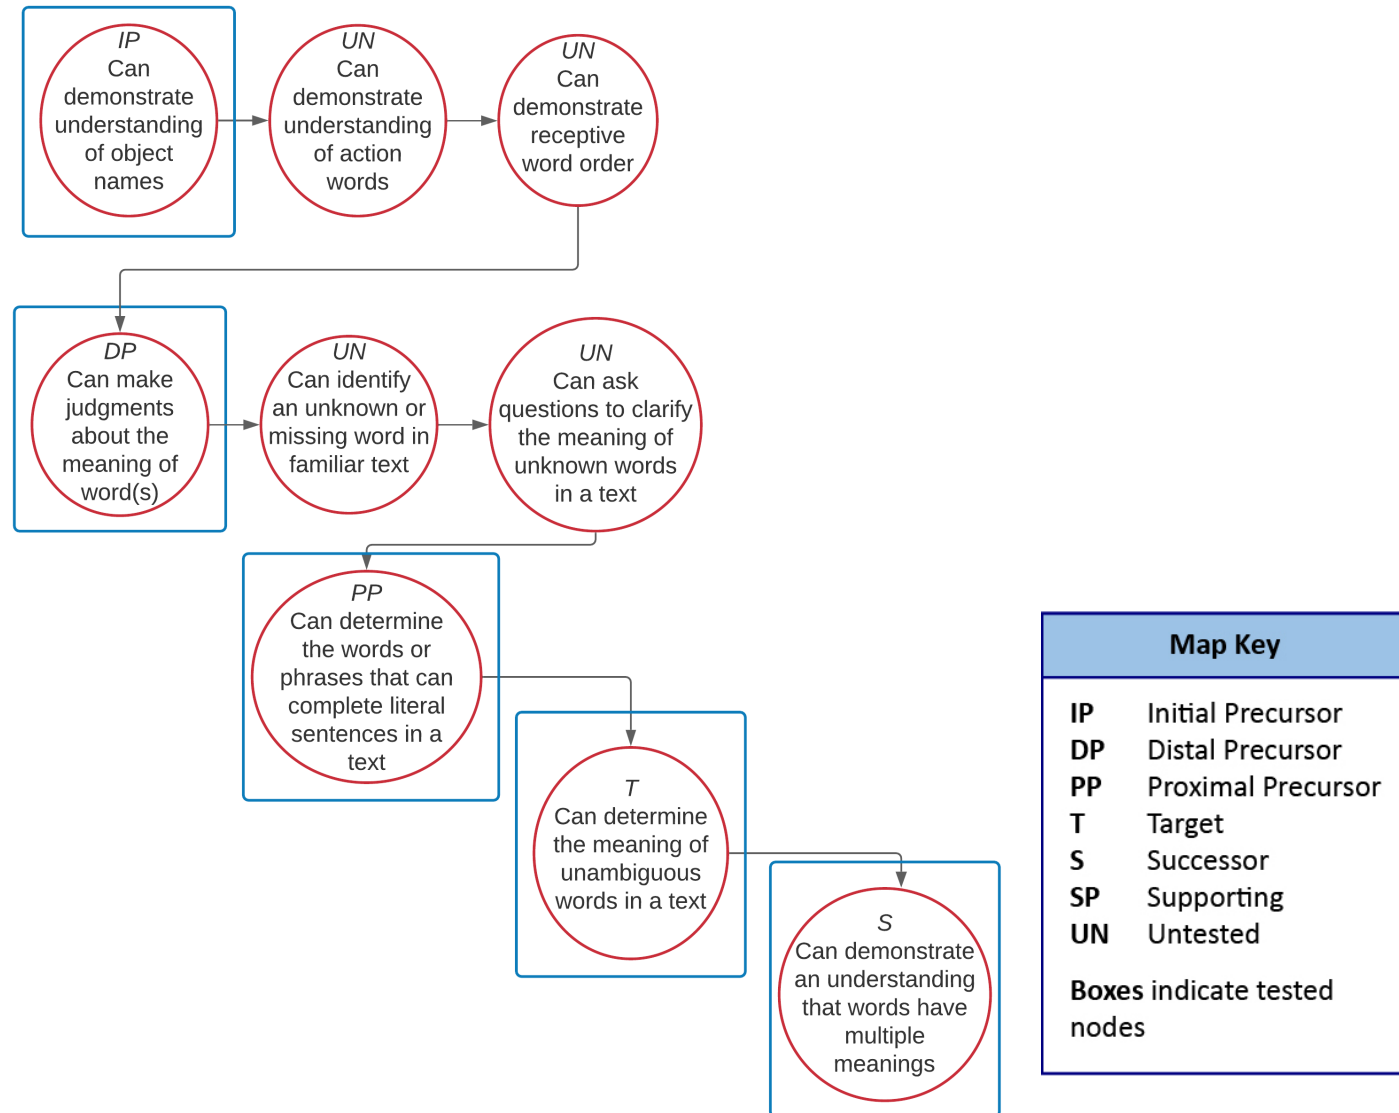 IP
Can
demonstrate
understanding
of object
names
UN
Can
demonstrate
understanding
of action
words
UN
Can
demonstrate
receptive
word order
DP
Can make
judgments
about the
meaning of
word(s)
UN
Can identify
an unknown or
missing word in
familiar text
UN
Can ask
questions to clarify
the meaning of
unknown words
in a text
PP
Can determine
the words or
phrases that can
complete literal
sentences in a
text
T
Can determine
the meaning of
unambiguous
words in a text
S
Can demonstrate
an understanding
that words have
multiple
meanings
Map Key
IP Initial Precursor
DP Distal Precursor
PP Proximal Precursor
T Target
S Successor
SP Supporting
UN Untested
Boxes indicate tested
nodes